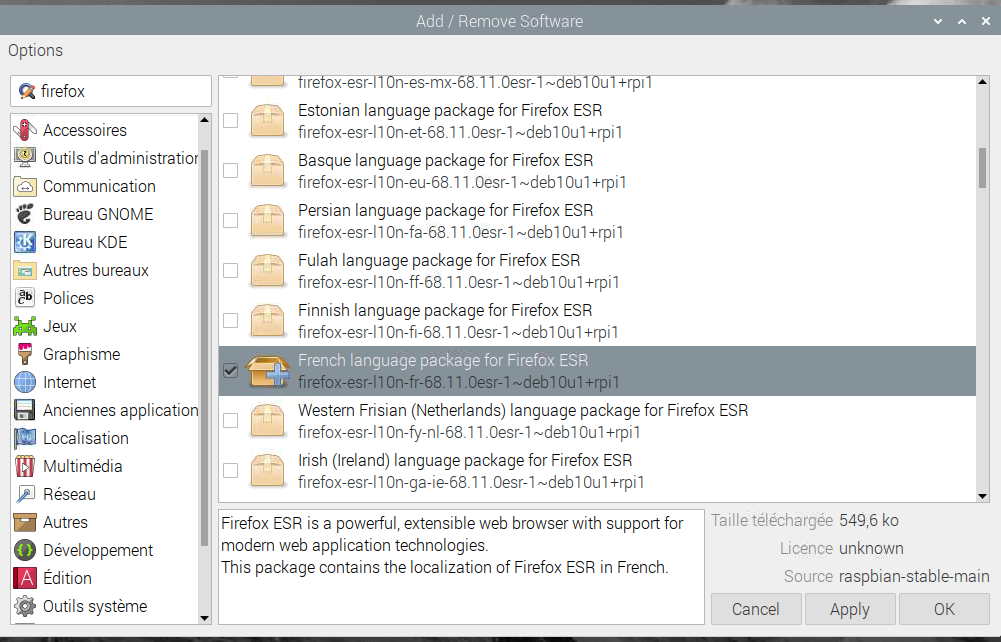 Add / Remove Software
Options
firefox
Accessoires
Outils d'administration
Communication
Bureau GNOME
Bureau KDE
Autres bureaux
Polices
Jeux
Graphisme
Internet
Anciennes application
Localisation
Multimédia
Réseau
Autres
Développement
Édition
Outils système
firefox-esr-l10n-es-mx-68.11.0esr-1~deb10u1+rpi1
Estonian language package for Firefox ESR
firefox-esr-l10n-et-68.11.0esr-1~deb10u1+rpi1
Basque language package for Firefox ESR
firefox-esr-l10n-eu-68.11.0esr-1~deb10u1+rpi1
Persian language package for Firefox ESR
firefox-esr-l10n-fa-68.11.0esr-1~deb10u1+rpi1
Fulah language package for Firefox ESR
firefox-esr-l10n-ff-68.11.0esr-1~deb10u1+rpi1
Finnish language package for Firefox ESR
firefox-esr-l10n-fi-68.11.0esr-1~deb10u1+rpi1
French language package for Firefox ESR
firefox-esr-l10n-fr-68.11.0esr-1~deb10u1+rpi1
Western Frisian (Netherlands) language package for Firefox ESR
firefox-esr-l10n-fy-nl-68.11.0esr-1~deb10u1+rpi1
Irish (Ireland) language package for Firefox ESR
firefox-esr-l10n-ga-ie-68.11.0esr-1~deb10u1+rpi1
Firefox ESR is a powerful, extensible web browser with support for
modern web application technologies.
This package contains the localization of Firefox ESR in French.
Taille téléchargée 549,6 ko
Licence unknown
Source raspbian-stable-main
Cancel Apply OK